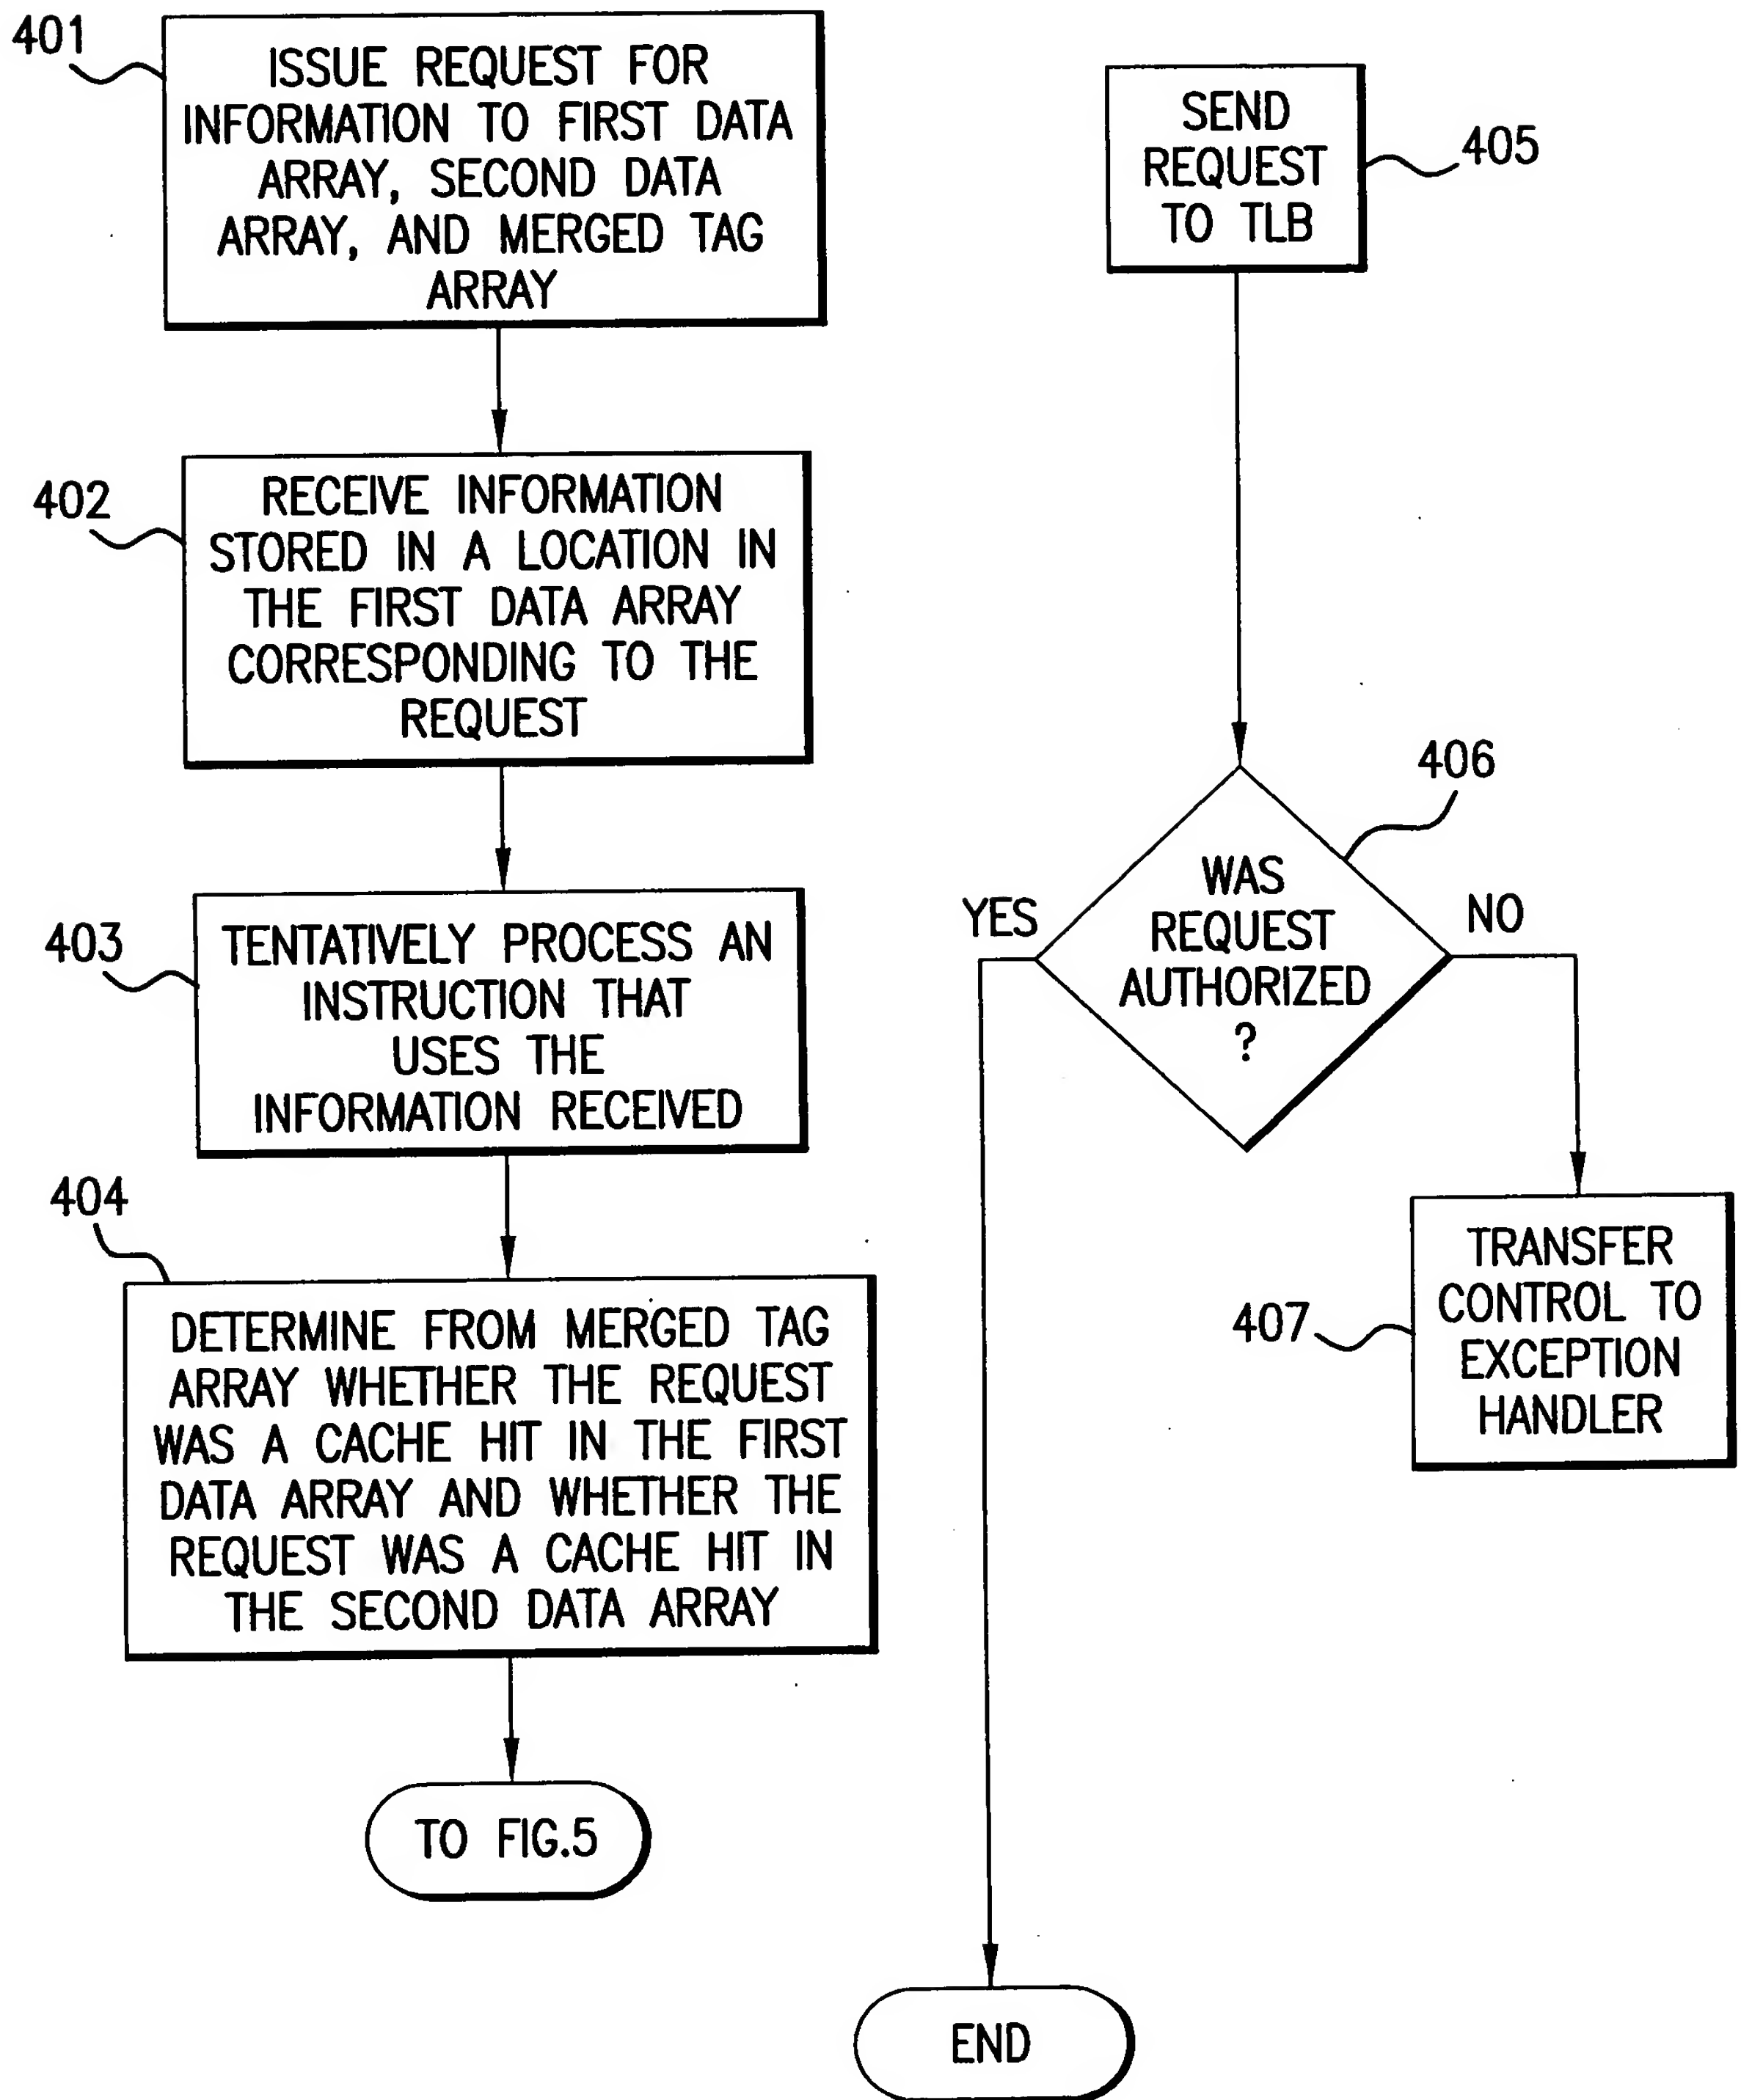 401
ISSUE REQUEST FOR
INFORMATION TO FIRST DATA
ARRAY, SECOND DATA
ARRAY, AND MERGED TAG
ARRAY
402
RECEIVE INFORMATION
STORED IN A LOCATION IN
THE FIRST DATA ARRAY
CORRESPONDING TO THE
REQUEST
403
TENTATIVELY PROCESS AN
INSTRUCTION THAT
USES THE
INFORMATION RECEIVED
404
DETERMINE FROM MERGED TAG
ARRAY WHETHER THE REQUEST
WAS A CACHE HIT IN THE FIRST
DATA ARRAY AND WHETHER THE
REQUEST WAS A CACHE HIT IN
THE SECOND DATA ARRAY
TO FIG.5
SEND
REQUEST
TO TLB
405
406
WAS
REQUEST
AUTHORIZED
?
YES
NO
407
TRANSFER
CONTROL TO
EXCEPTION
HANDLER
END